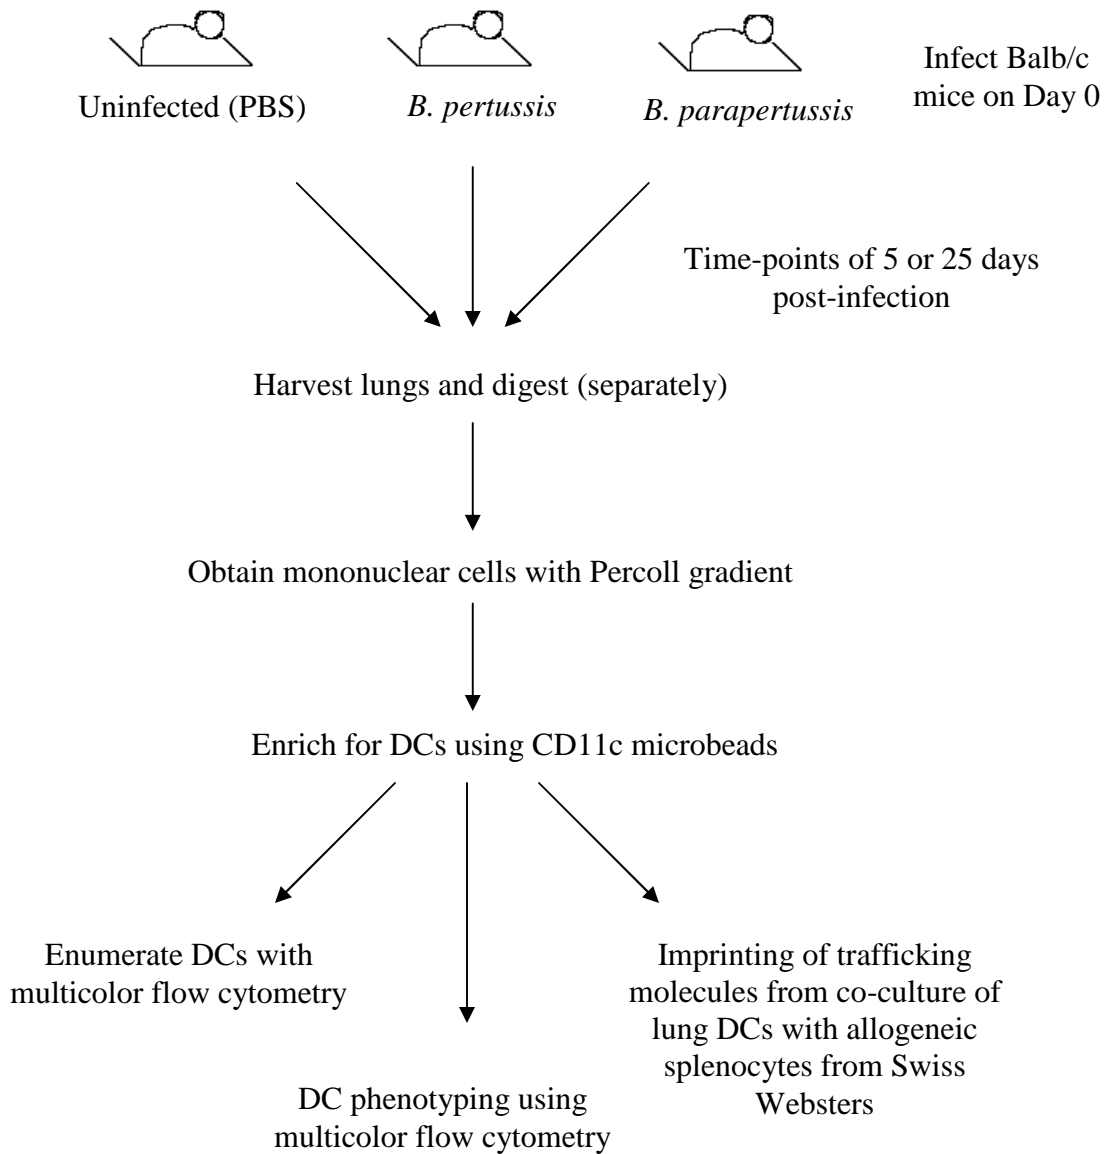 Uninfected (PBS)
B. pertussis
B. parapertussis
Infect Balb/c
mice on Day 0
Time-points of 5 or 25 days
post-infection
Harvest lungs and digest (separately)
Obtain mononuclear cells with Percoll gradient
Enrich for DCs using CD11c microbeads
Enumerate DCs with
multicolor flow cytometry
DC phenotyping using
multicolor flow cytometry
Imprinting of trafficking
molecules from co-culture of
lung DCs with allogeneic
splenocytes from Swiss
Websters